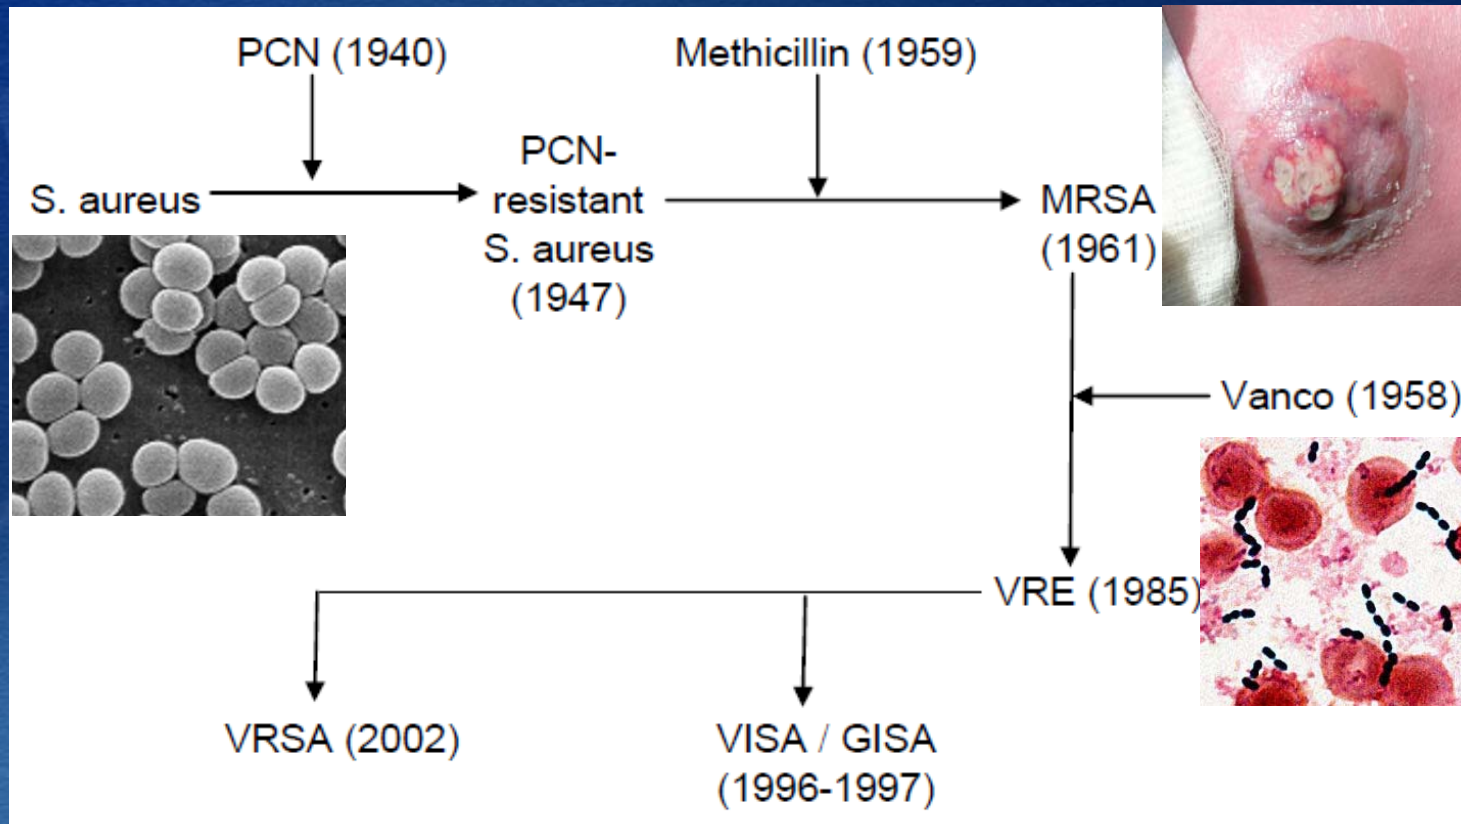 PCN (1940)
Methicillin (1959)
S. aureus
PCN-
resistant
S. aureus
(1947)
MRSA
(1961)
Vanco (1958)
VRE (1985)
VRSA (2002)
VISA / GISA
(1996-1997)